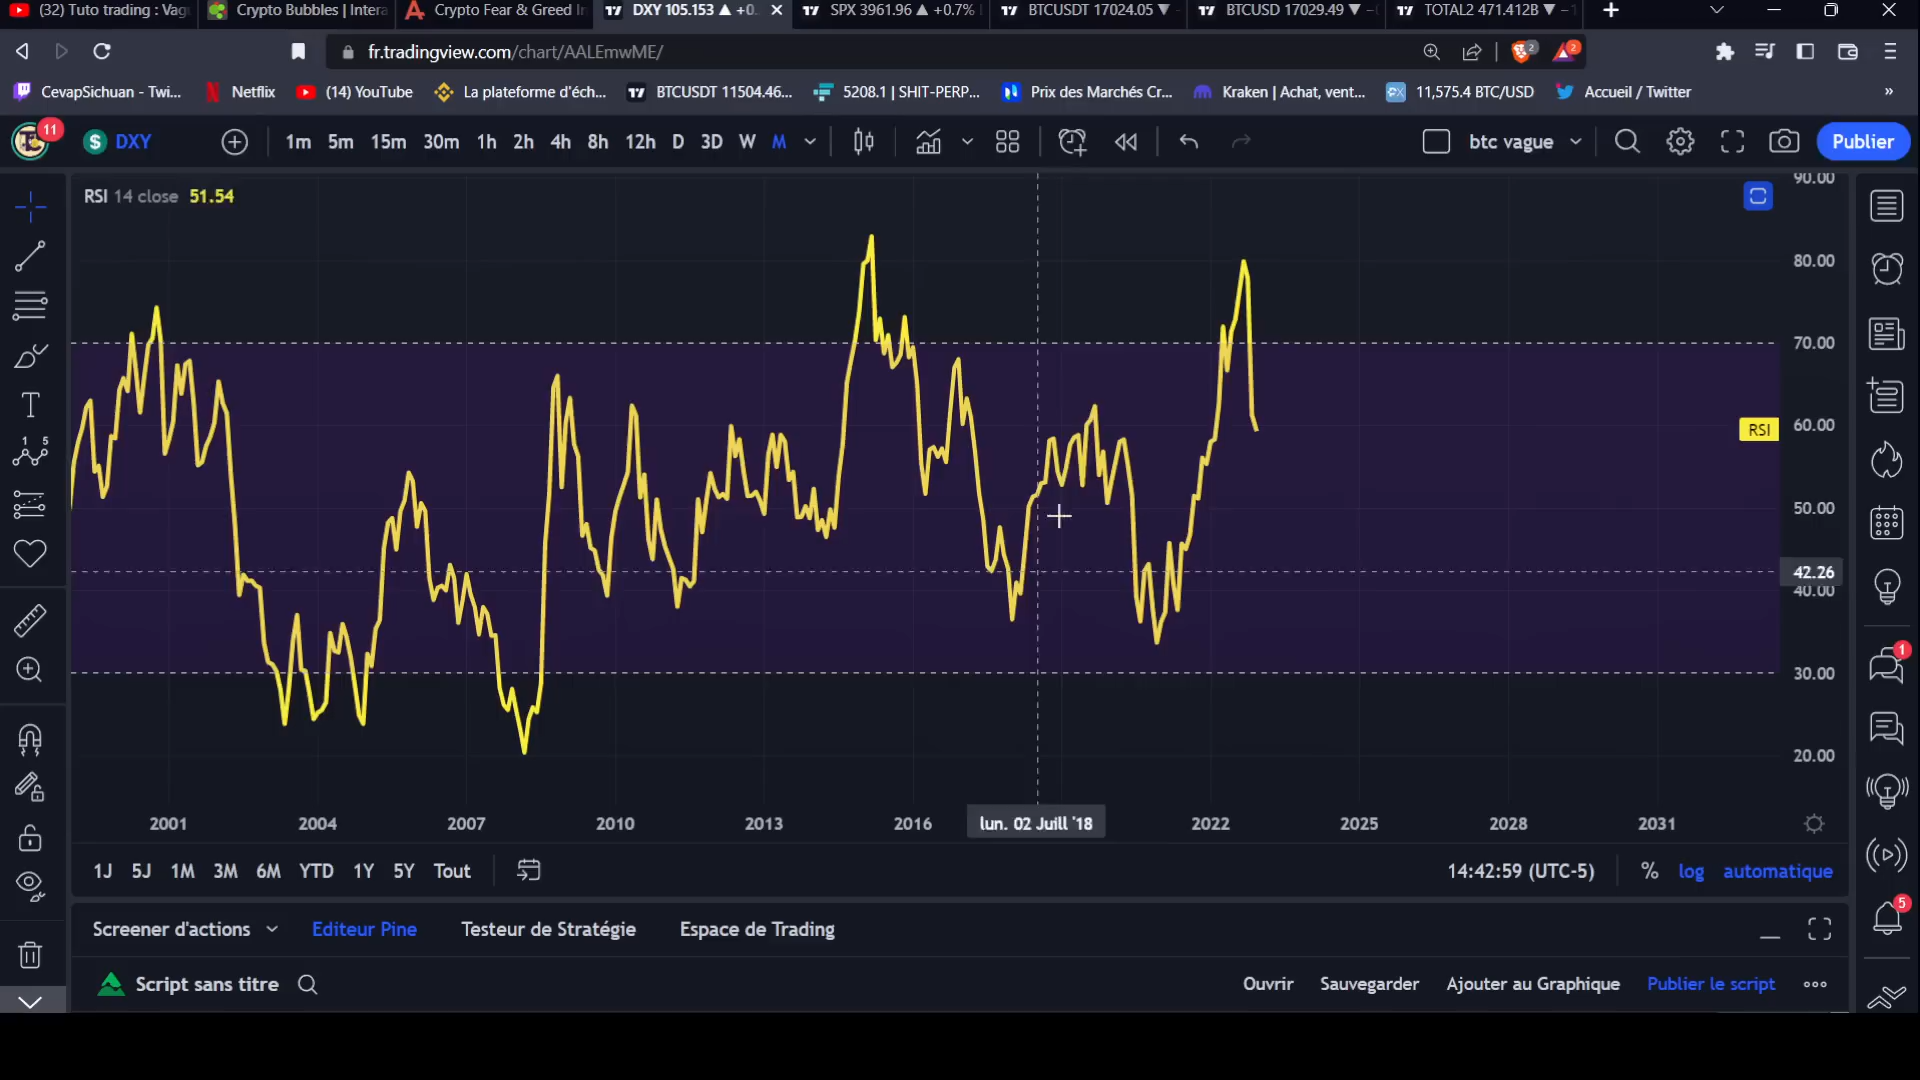 (32) Tuto trading : Vag
Crypto Bubbles | Intera
Crypto Fear & Greed I
DXY 105.153 ▲ +0.
SPX 3961.96 ▲ +0.7%
BTCUSDT 17024.05 ▼ −
BTCUSD 17029.49 ▼ −
TOTAL2 471.412B ▼ −
fr.tradingview.com/chart/AALEmwME/
2
2
CevapSichuan - Twi...
Netflix
(14) YouTube
La plateforme d'éch...
BTCUSDT 11504.46...
5208.1 | SHIT-PERP...
Prix des Marchés Cr...
Kraken | Achat, vent...
11,575.4 BTC/USD
Accueil / Twitter
»
11
$ DXY
1m 5m 15m 30m 1h 2h 4h 8h 12h D 3D W M
btc vague
Publier
RSI 14 close 51.54
90.00
80.00
70.00
RSI
60.00
50.00
42.26
40.00
30.00
20.00
T
1 5
1
5
2001 2004 2007 2010 2013 2016 lun. 02 Juill '18 2022 2025 2028 2031
1J 5J 1M 3M 6M YTD 1Y 5Y Tout
14:42:59 (UTC-5) % log automatique
Screener d'actions Editeur Pine Testeur de Stratégie Espace de Trading
Script sans titre
Ouvrir Sauvegarder Ajouter au Graphique Publier le script